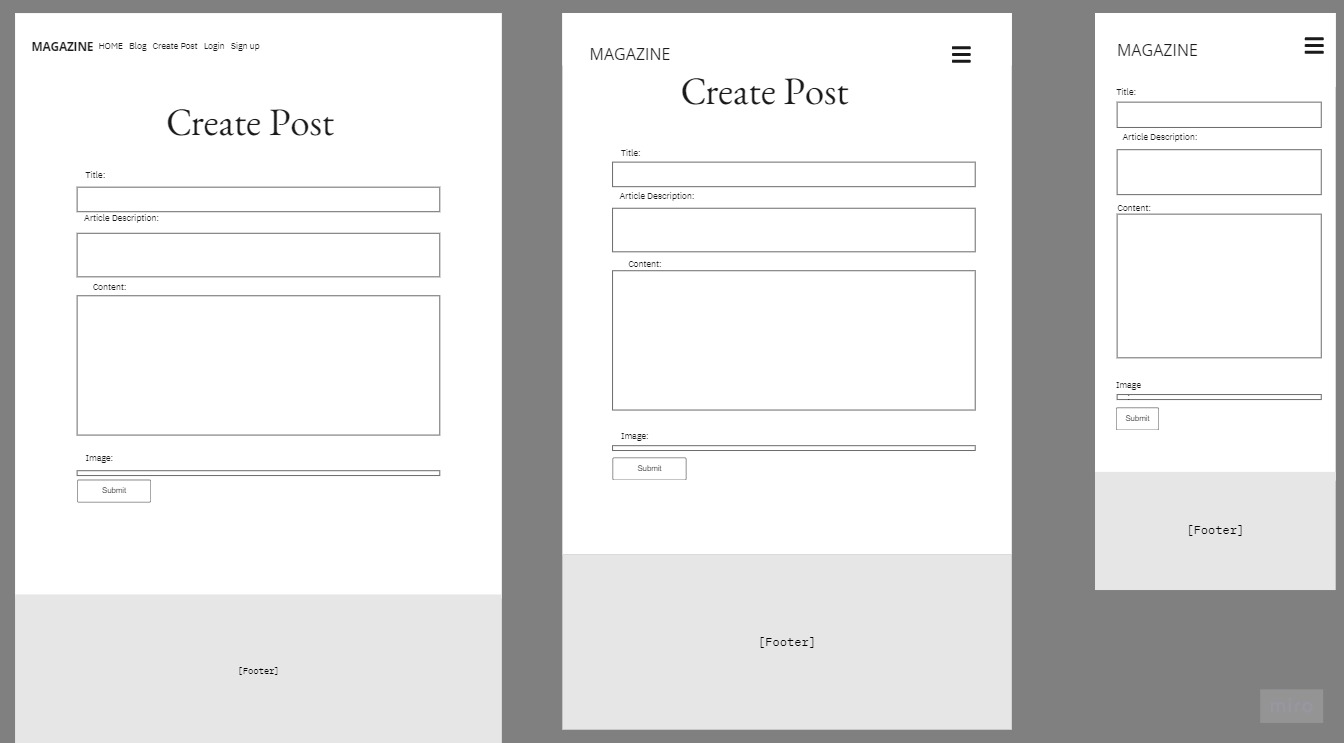 MAGAZINE HOME Blog Create Post Login Sign up
Create Post
Title:
Article Description:
Content:
Image:
Submit
[Footer]
MAGAZINE
Create Post
Title:
Article Description:
Content:
Image:
Submit
[Footer]
MAGAZINE
Title:
Article Description:
Content:
Image
:
Submit
[Footer]
miro